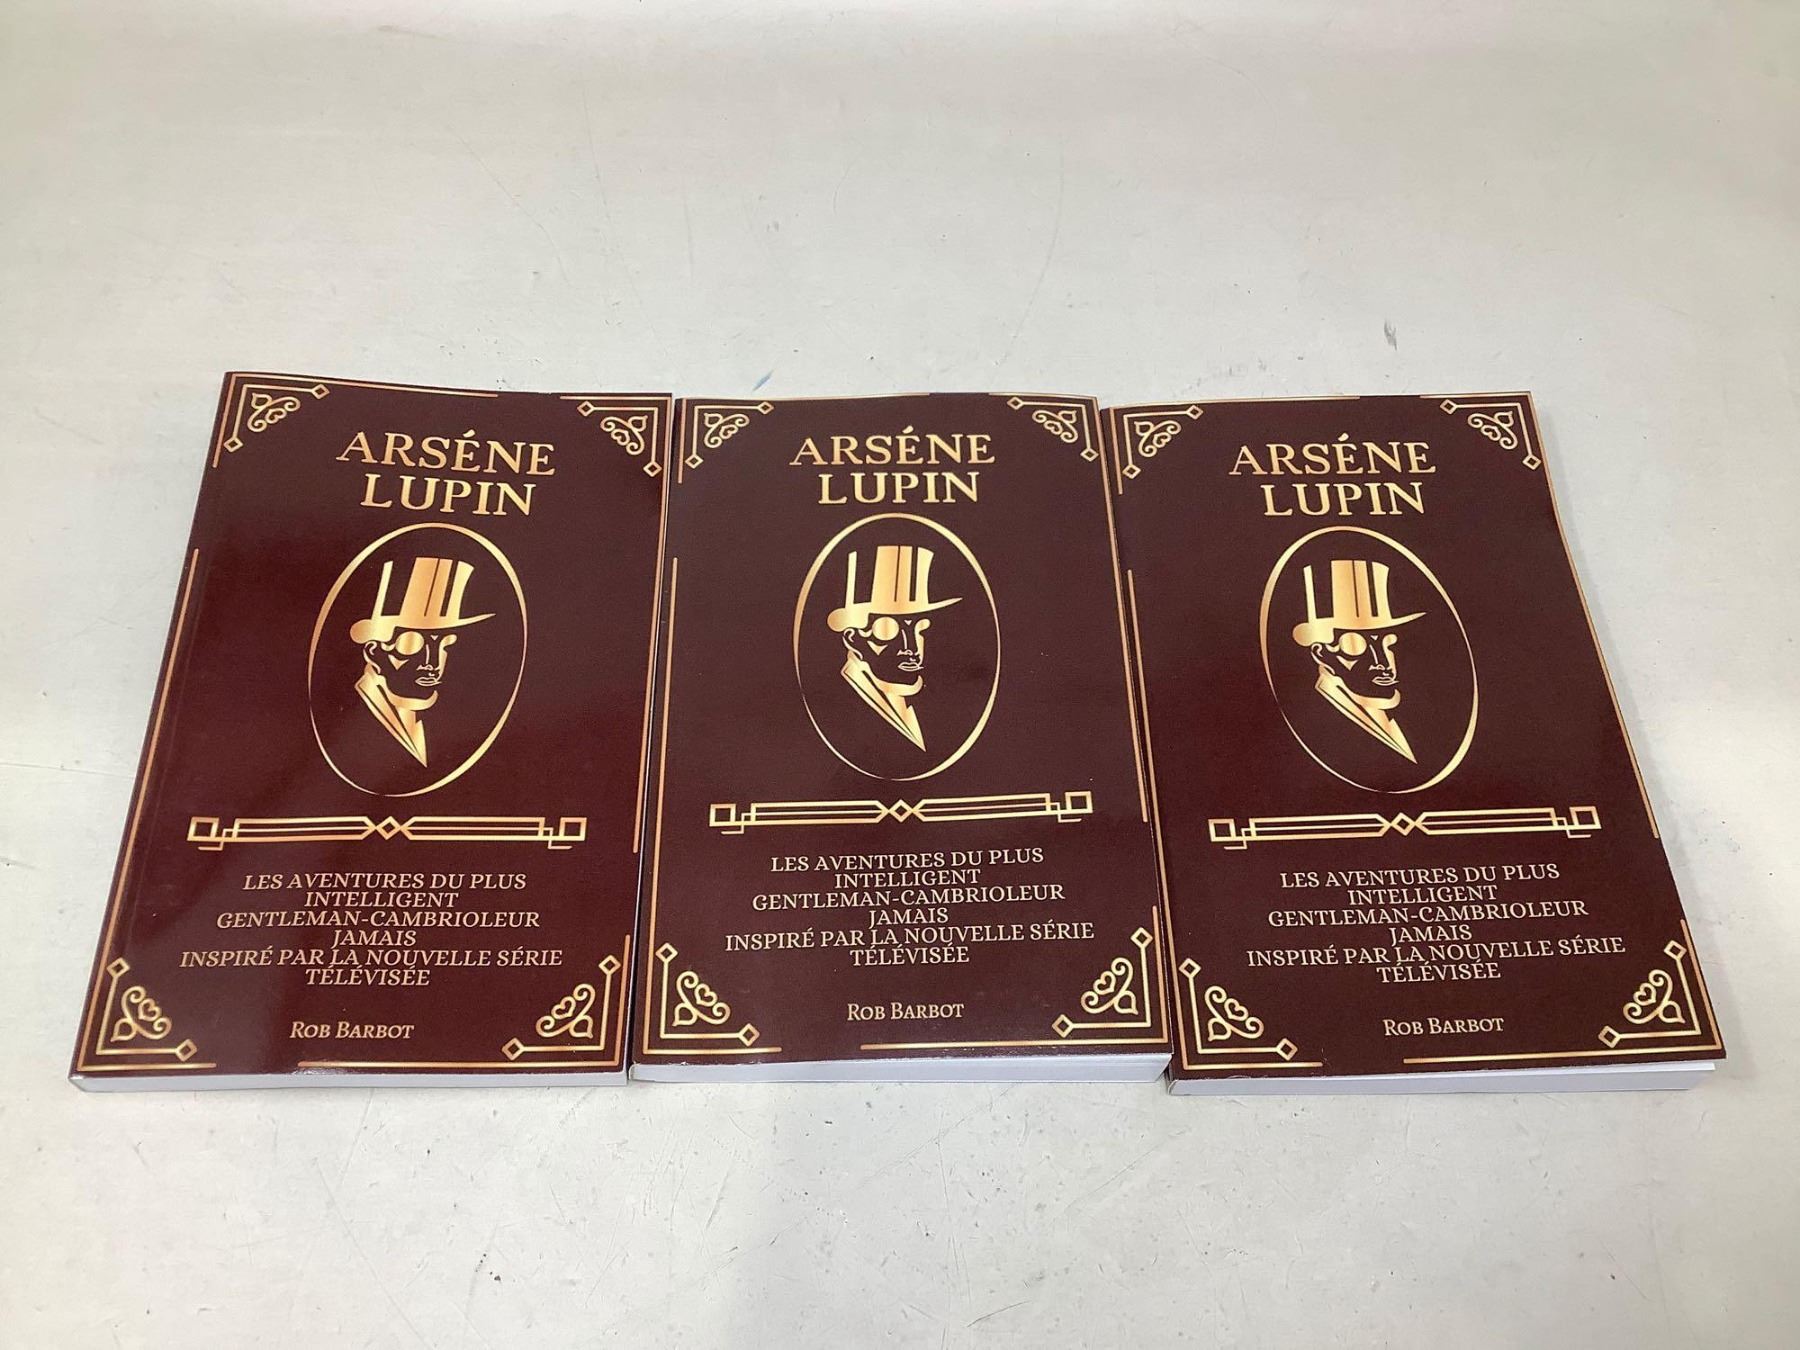 ARSÉNE
LUPIN
LES AVENTURES DU PLUS
INTELLIGENT
GENTLEMAN-CAMBRIOLEUR
JAMAIS
INSPIRÉ PAR LA NOUVELLE SÉRIE
TÉLÉVISÉE
ROB BARBOT
ARSÉNE
LUPIN
LES AVENTURES DU PLUS
INTELLIGENT
GENTLEMAN-CAMBRIOLEUR
JAMAIS
INSPIRÉ PAR LA NOUVELLE SÉRIE
TÉLÉVISÉE
ROB BARBOT
ARSÉNE
LUPIN
LES AVENTURES DU PLUS
INTELLIGENT
GENTLEMAN-CAMBRIOLEUR
JAMAIS
INSPIRÉ PAR LA NOUVELLE SÉRIE
TÉLÉVISÉE
ROB BARBOT